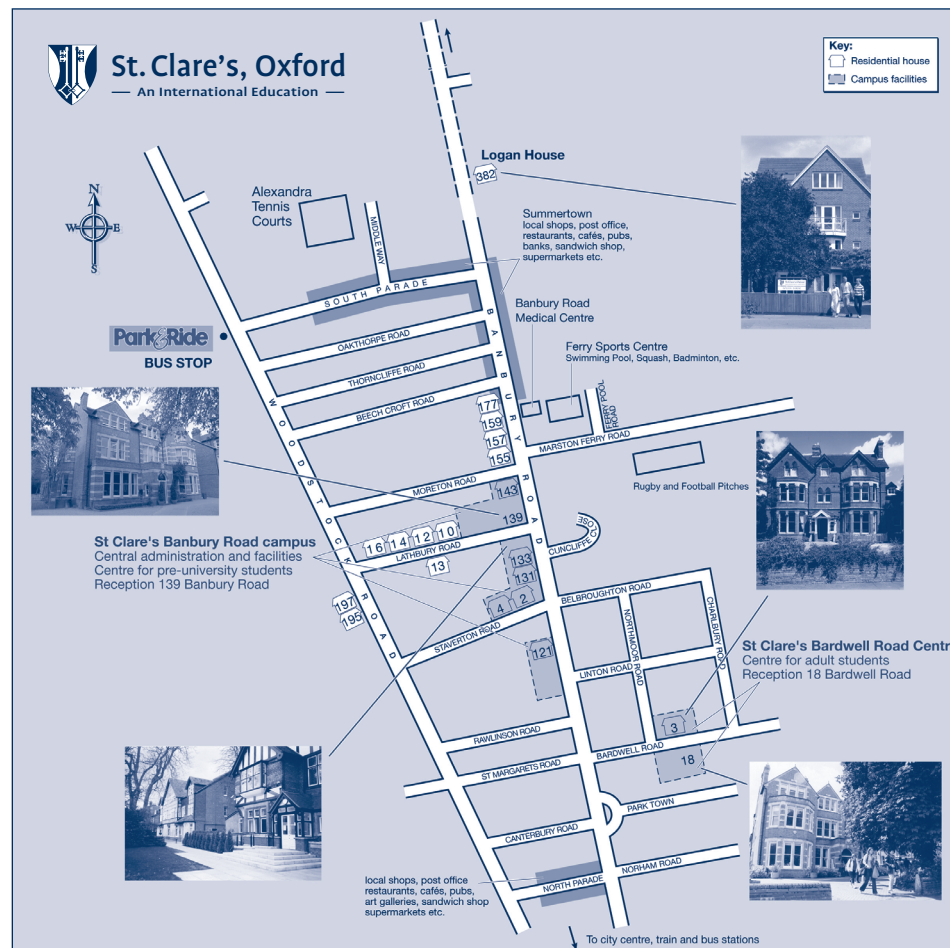 St. Clare's, Oxford
An International Education
Key:
Residential house
Campus facilities
N
W
E
S
Logan House
382
Alexandra
Tennis
Courts
MIDDLE WAY
Summertown
local shops, post office,
restaurants, cafés, pubs,
banks, sandwich shop,
supermarkets etc.
SOUTH PARADE
Banbury Road
Medical Centre
Park & Ride
BUS STOP
OAKTHORPE ROAD
Ferry Sports Centre
Swimming Pool, Squash, Badminton, etc.
THORNCLIFFE ROAD
BEECH CROFT ROAD
FERRY POOL
ROAD
BANBURY ROAD
WOODSTOCK ROAD
177
159
157
155
MARSTON FERRY ROAD
Rugby and Football Pitches
MORETON ROAD
143
139
St Clare's Banbury Road campus
Central administration and facilities
Centre for pre-university students
Reception 139 Banbury Road
16
14
12
10
LATHBURY ROAD
13
CUNCLIFFE CLOSE
133
131
197
195
4
2
STAVERTON ROAD
BELBROUGHTON ROAD
NORTHMOOR ROAD
CHARLBURY ROAD
121
LINTON ROAD
St Clare's Bardwell Road Centr
Centre for adult students
Reception 18 Bardwell Road
3
RAWLINSON ROAD
BARDWELL ROAD
18
ST MARGARETS ROAD
PARK TOWN
CANTERBURY ROAD
NORHAM ROAD
NORTH PARADE
local shops, post office
restaurants, cafés, pubs,
art galleries, sandwich shop
supermarkets etc.
To city centre, train and bus stations